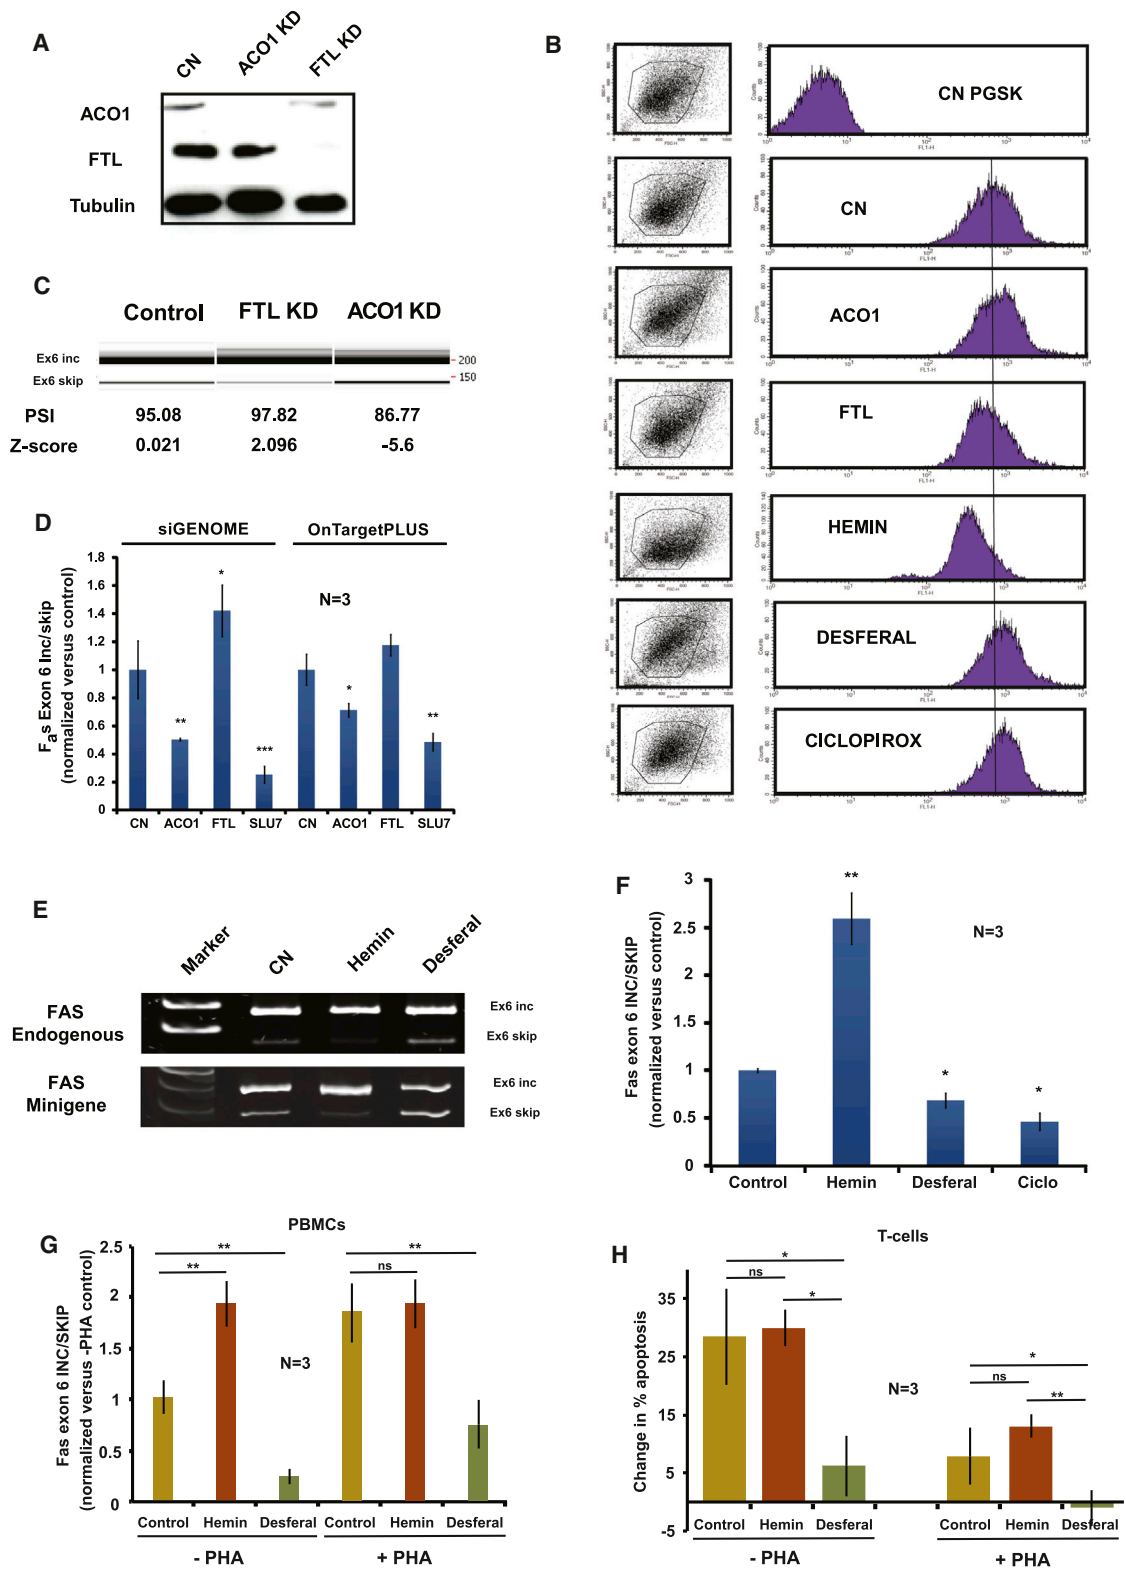 A
CN
ACO1 KD
FTL KD
ACO1
FTL
Tubulin
B
CN PGSK
CN
ACO1
FTL
HEMIN
DESFERAL
CICLOPIROX
Counts
FL1-H
SSC-H
FSC-H
C
Control FTL KD ACO1 KD
Ex6 inc
200
150
Ex6 skip
PSI 95.08 97.82 86.77
Z-score 0.021 2.096 -5.6
D
siGENOME OnTargetPLUS
Fas Exon 6 Inc/skip
(normalized versus control)
1.8
1.6
1.4
1.2
1
0.8
0.6
0.4
0.2
0
N=3
*
**
***
*
**
CN ACO1 FTL SLU7 CN ACO1 FTL SLU7
E
Marker
CN
Hemin
Desferal
FAS
Endogenous
Ex6 inc
Ex6 skip
FAS
Minigene
Ex6 inc
Ex6 skip
F
Fas exon 6 INC/SKIP
(normalized versus control)
3
2.5
2
1.5
1
0.5
0
**
*
*
N=3
Control Hemin Desferal Ciclo
G
PBMCs
Fas exon 6 INC/SKIP
(normalized versus -PHA control)
2.5
2
1.5
1
0.5
0
**
**
**
ns
N=3
Control Hemin Desferal Control Hemin Desferal
- PHA + PHA
H
T-cells
Change in % apoptosis
35
25
15
5
-5
*
ns
*
N=3
*
ns
**
Control Hemin Desferal Control Hemin Desferal
- PHA + PHA